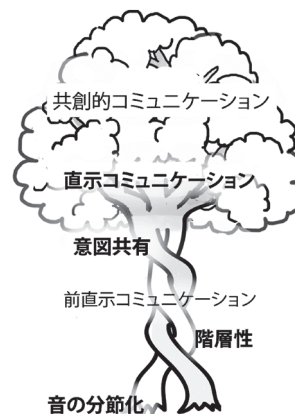 共創的コミュニケーション
直示コミュニケーション
意図共有
前直示コミュニケーション
階層性
音の分節化